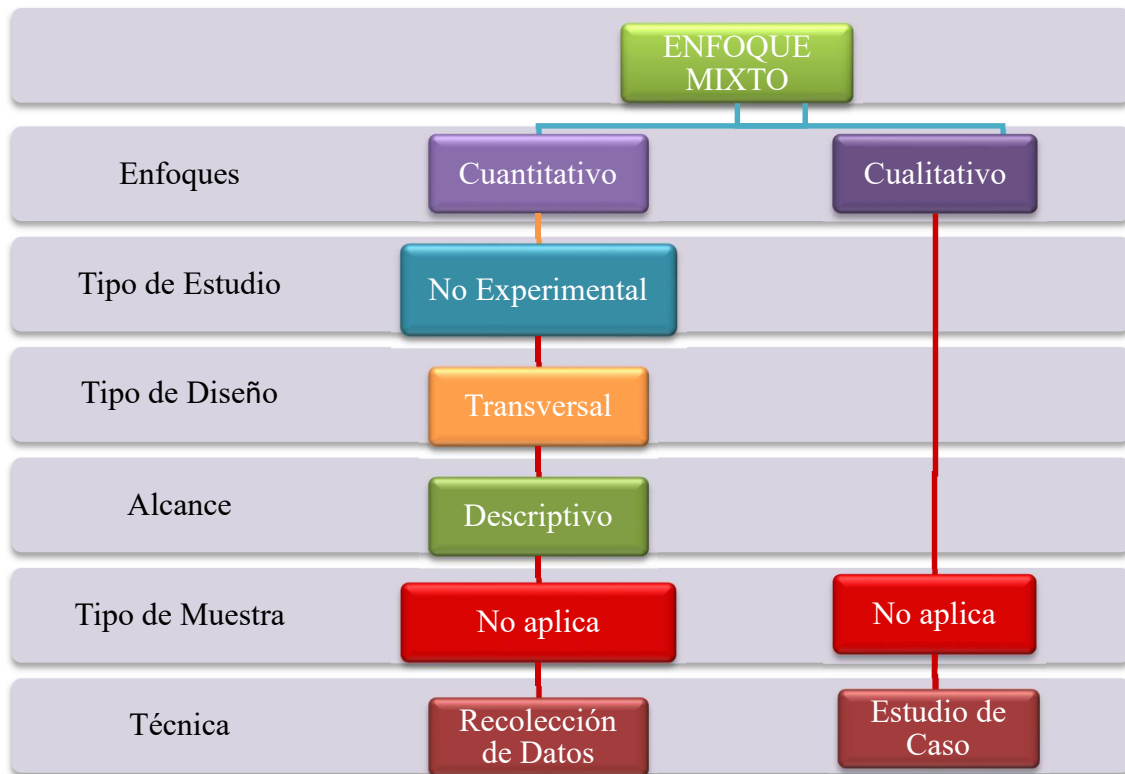 ENFOQUE
MIXTO
Enfoques
Cuantitativo
Cualitativo
Tipo de Estudio
No Experimental
Tipo de Diseño
Transversal
Alcance
Descriptivo
Tipo de Muestra
No aplica
No aplica
Técnica
Recolección
de Datos
Estudio de
Caso